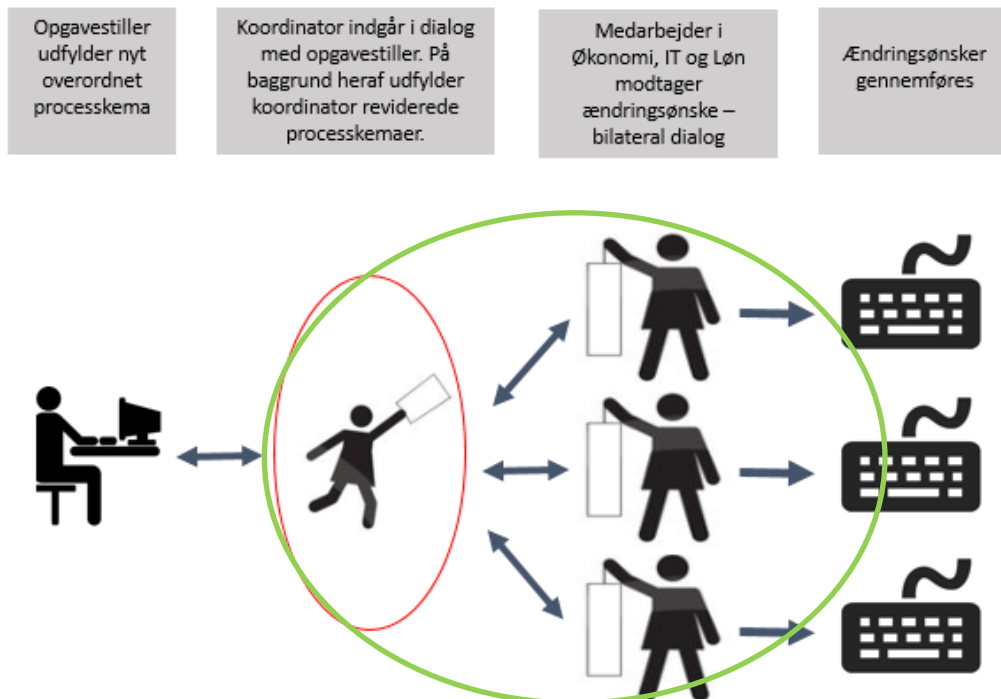 Opgavestiller
udfylder nyt
overordnet
processkema
Koordinator indgår i dialog
med opgavestiller. På
baggrund heraf udfylder
koordinator reviderede
processkemaer.
Medarbejder i
Økonomi, IT og Løn
modtager
ændringsønske –
bilateral dialog
Ændringsønsker
gennemføres